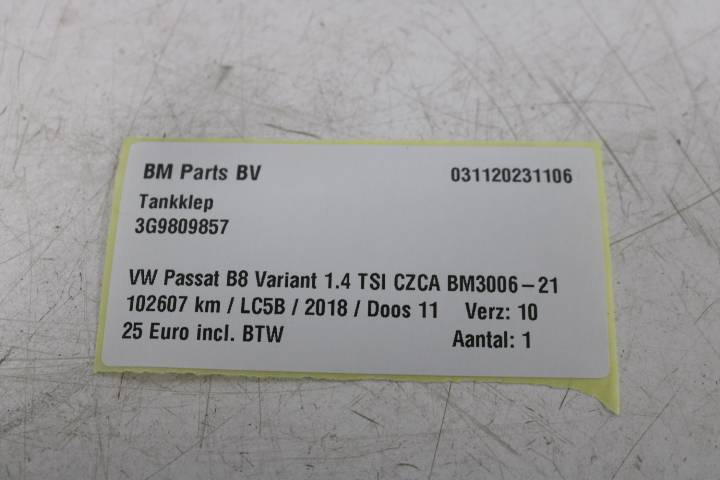 BM Parts BV 031120231106
Tankklep
3G9809857
VW Passat B8 Variant 1.4 TSI CZCA BM3006-21
102607 km / LC5B / 2018 / Doos 11 Verz: 10
25 Euro incl. BTW Aantal: 1